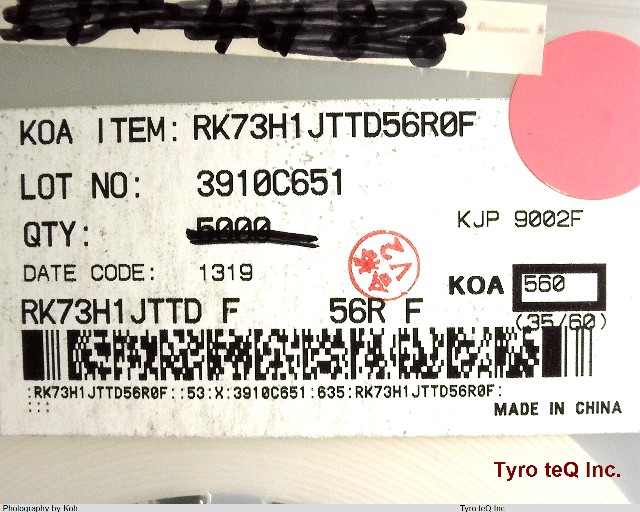 KOA ITEM: RK73H1JTTD56R0F
LOT NO: 3910C651
QTY: 5000
KJP 9002F
DATE CODE: 1319
KOA 560
(35/60)
RK73H1JTTD F 56R F
:RK73H1JTTD56R0F::53:X:3910C651:635:RK73H1JTTD56R0F:
MADE IN CHINA
Tyro teQ Inc.
Photography by Koh Tyro teQ Inc